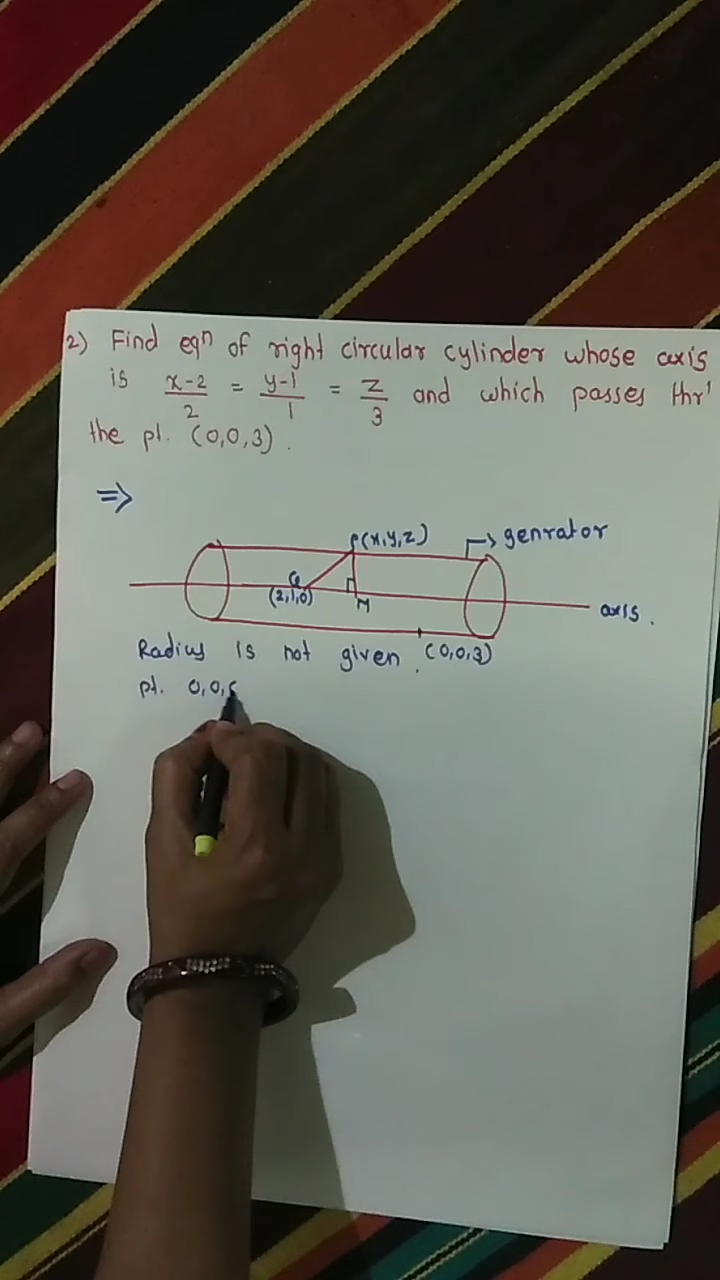 2) Find eqn of right circular cylinder whose axis
is x-2/2 = y-1/1 = z/3 and which passes thr'
the pt. (0,0,3).
⇒
P(x,y,z) → genrator
Q
(2,1,0) M axis.
Radius is not given. (0,0,3)
pt. 0,0,